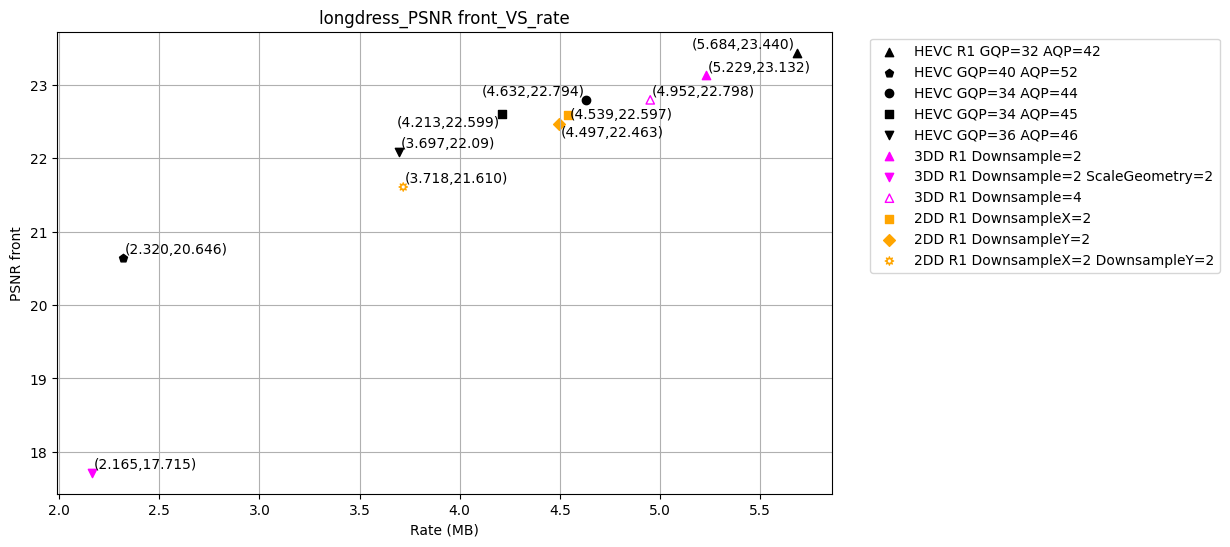 longdress_PSNR front_VS_rate
(5.684,23.440)
(5.229,23.132)
(4.632,22.794)
(4.952,22.798)
(4.213,22.599)
(4.539,22.597)
(4.497,22.463)
(3.697,22.09)
(3.718,21.610)
(2.320,20.646)
(2.165,17.715)
PSNR front
23
22
21
20
19
18
2.0 2.5 3.0 3.5 4.0 4.5 5.0 5.5
Rate (MB)
HEVC R1 GQP=32 AQP=42
HEVC GQP=40 AQP=52
HEVC GQP=34 AQP=44
HEVC GQP=34 AQP=45
HEVC GQP=36 AQP=46
3DD R1 Downsample=2
3DD R1 Downsample=2 ScaleGeometry=2
3DD R1 Downsample=4
2DD R1 DownsampleX=2
2DD R1 DownsampleY=2
2DD R1 DownsampleX=2 DownsampleY=2